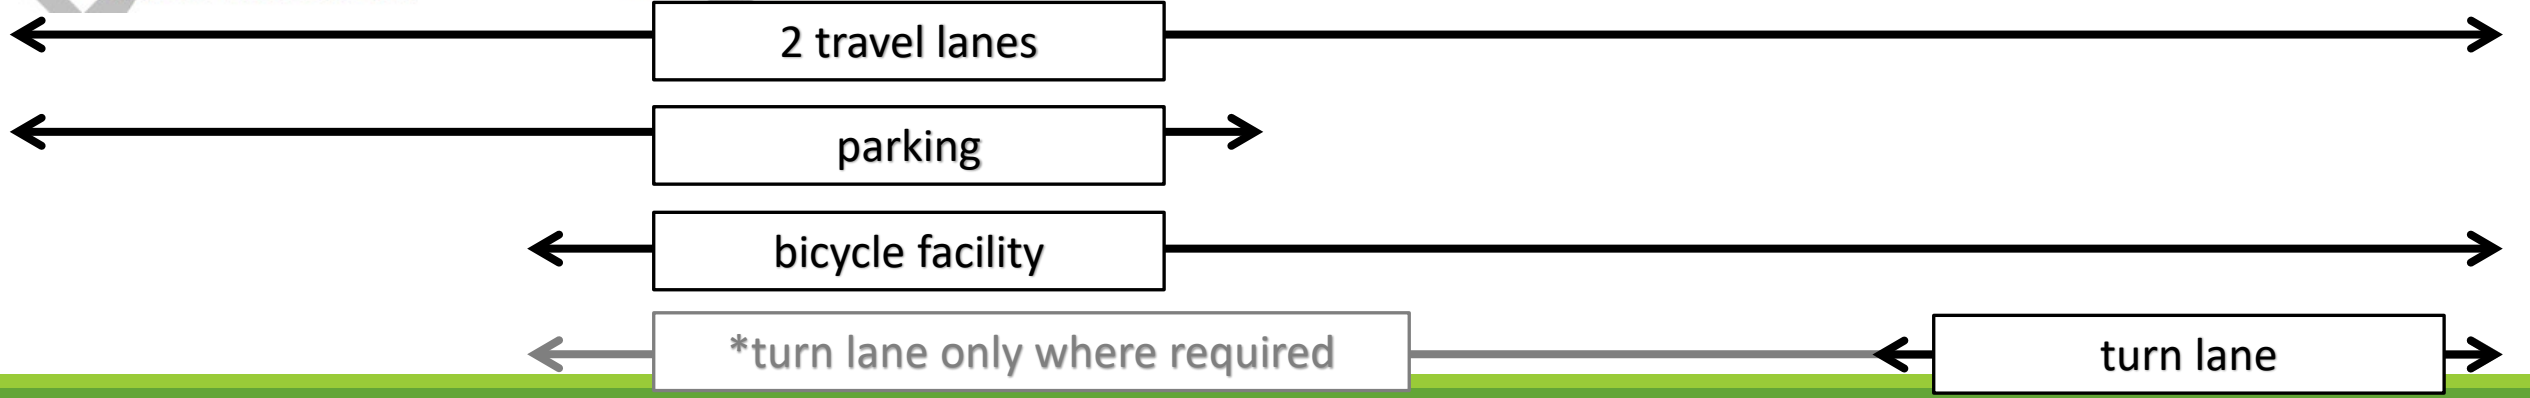 2 travel lanes
parking
bicycle facility
*turn lane only where required
turn lane